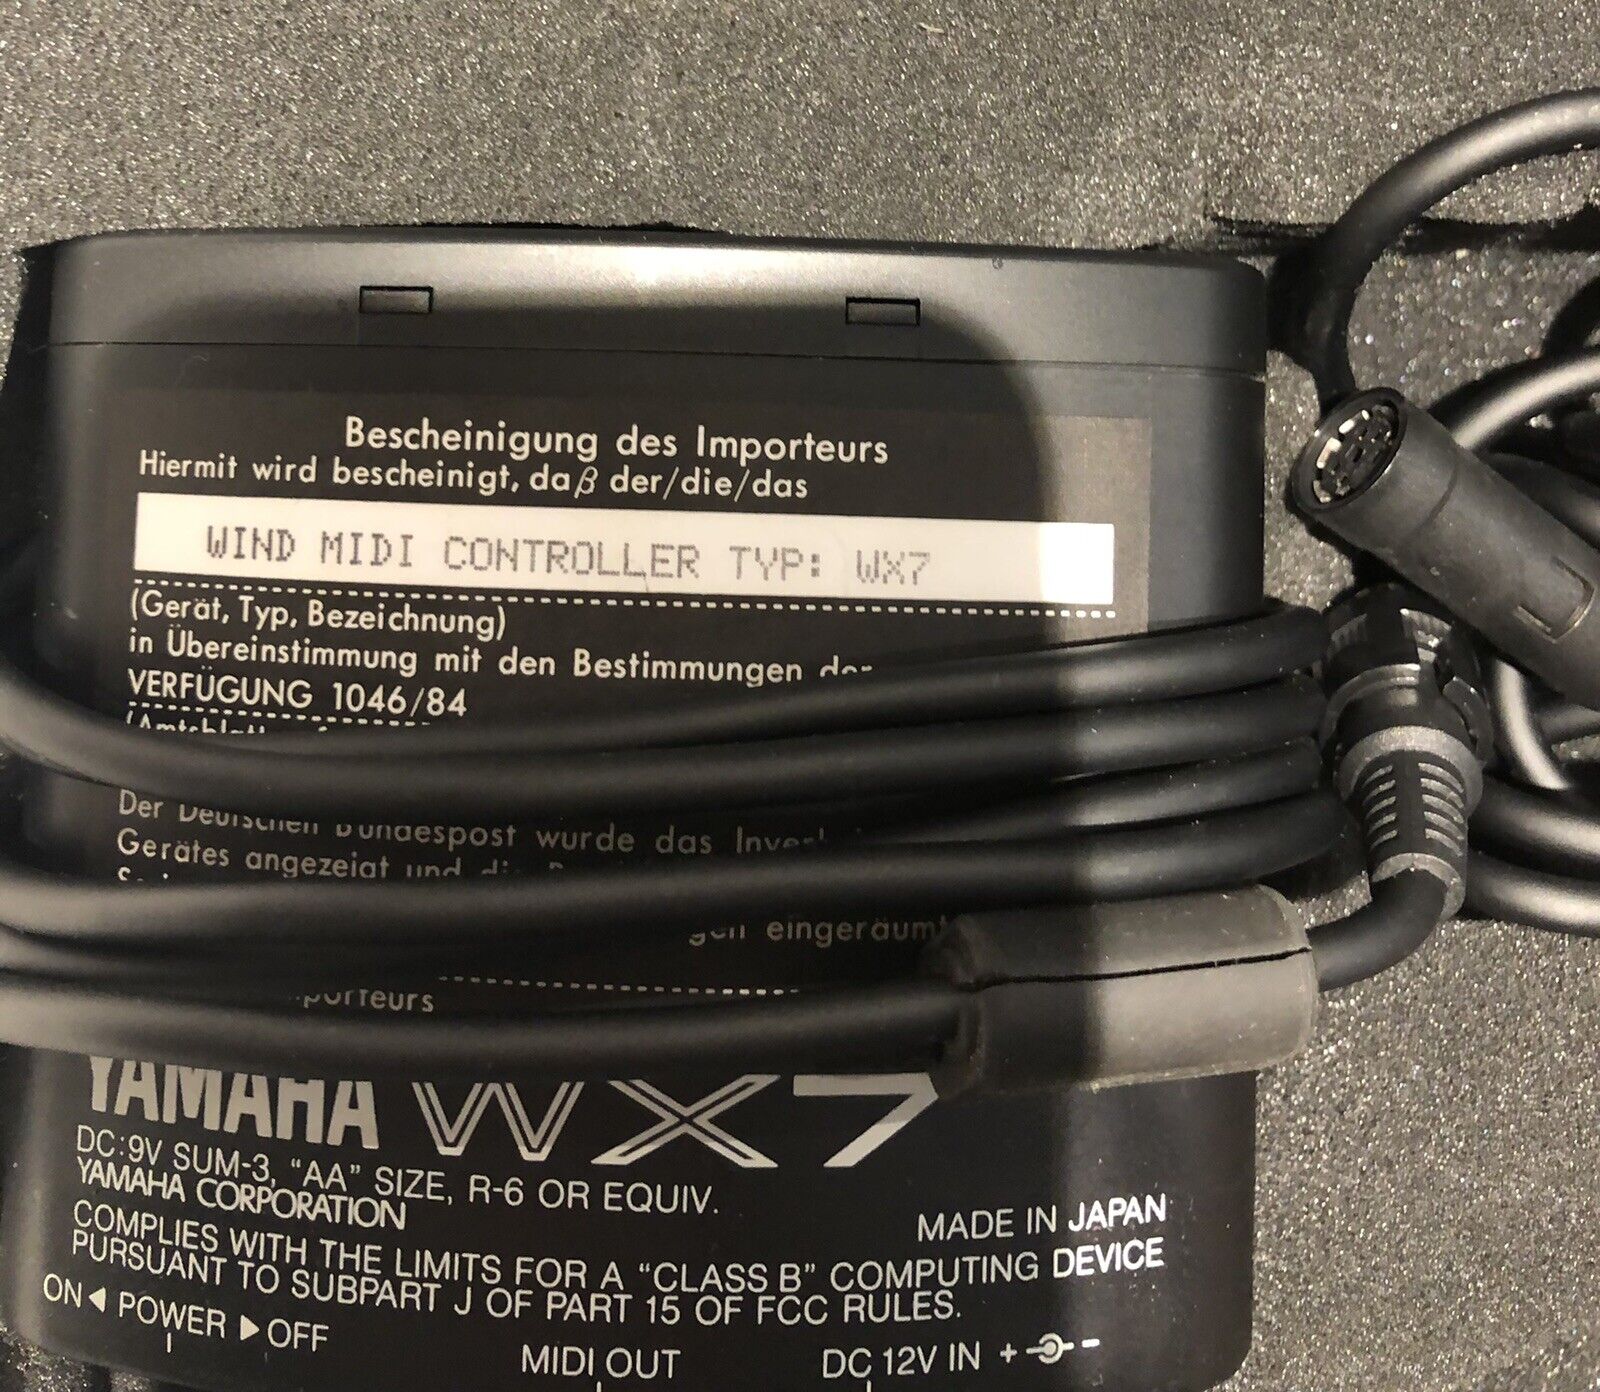 Bescheinigung des Importeurs
Hiermit wird bescheinigt, daß der/die/das
WIND MIDI CONTROLLER TYP: WX7
(Gerät, Typ, Bezeichnung)
in Übereinstimmung mit den Bestimmungen der
VERFÜGUNG 1046/84
Der Deutschen Bundespost wurde das
Gerätes angezeigt und
eingeräumt
YAMAHA WX7
DC:9V SUM-3, “AA” SIZE, R-6 OR EQUIV.
YAMAHA CORPORATION
MADE IN JAPAN
COMPLIES WITH THE LIMITS FOR A “CLASS B” COMPUTING DEVICE
PURSUANT TO SUBPART J OF PART 15 OF FCC RULES.
ON ◀ POWER ▶ OFF
MIDI OUT
DC 12V IN + -